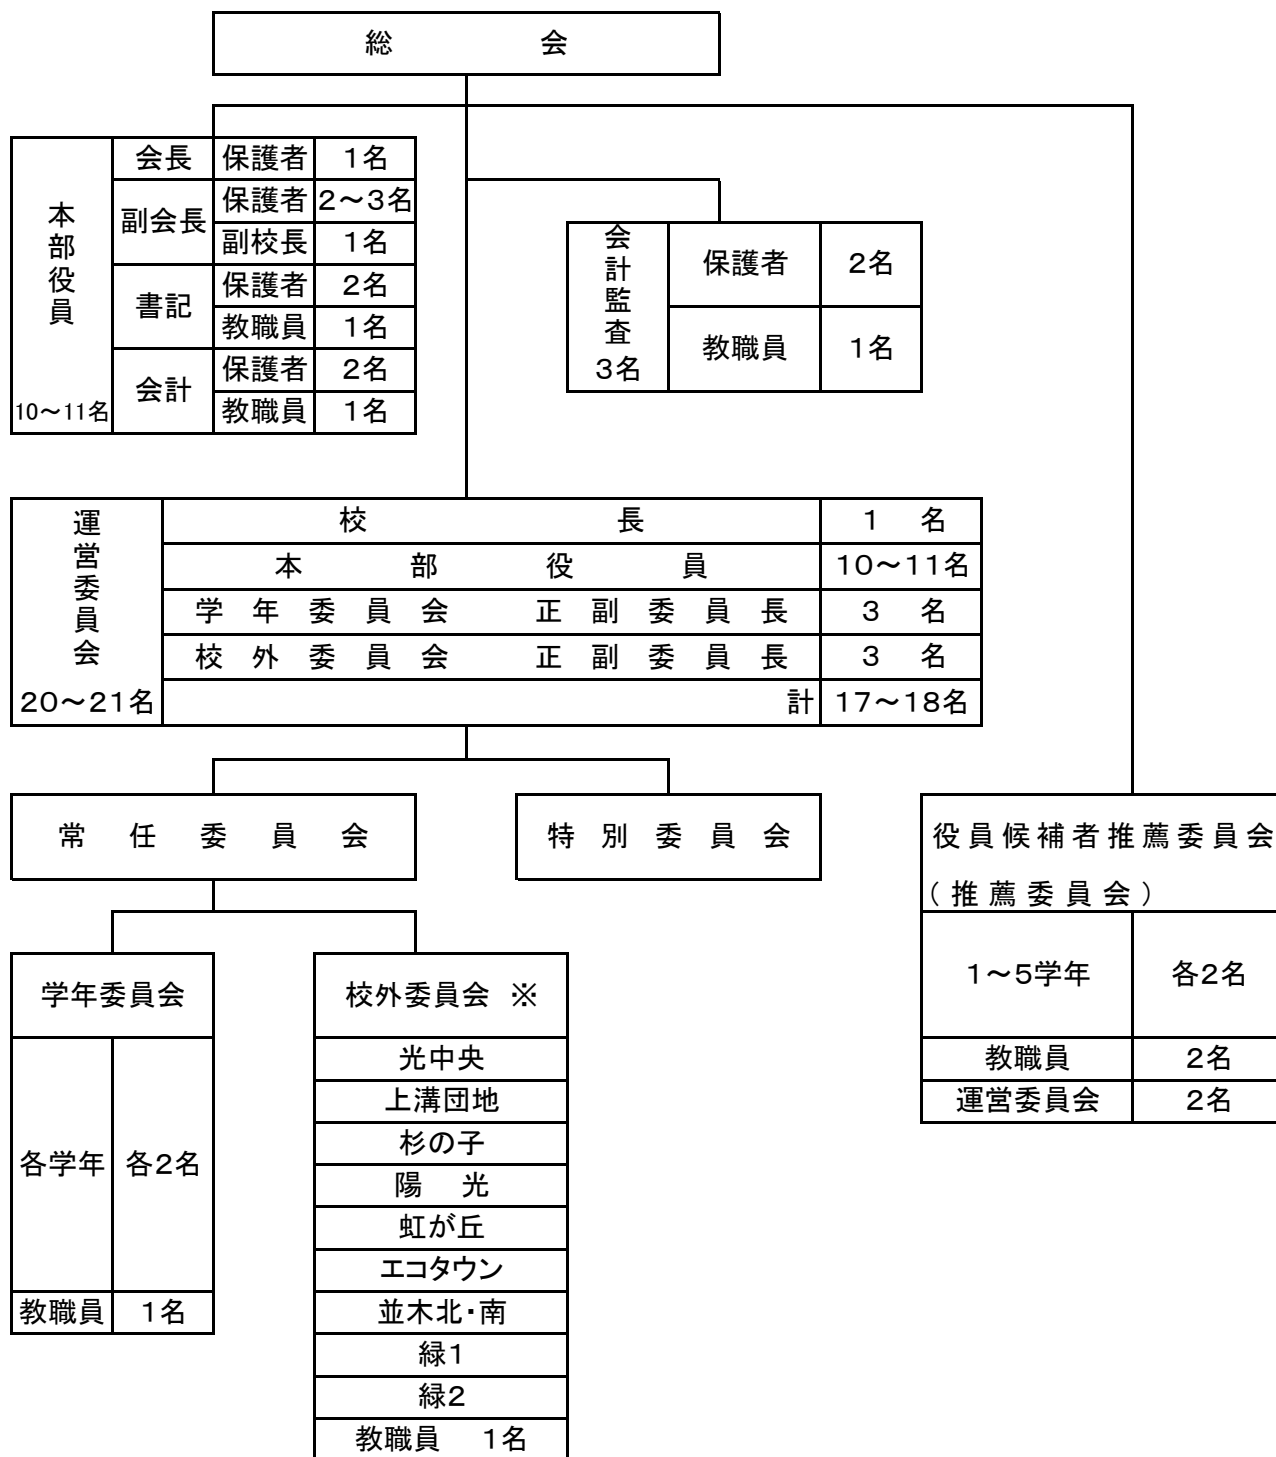 総　会
本部役員
10～11名
会長 保護者 1名
副会長 保護者 2～3名
副校長 1名
書記 保護者 2名
教職員 1名
会計 保護者 2名
教職員 1名
会計監査
3名
保護者 2名
教職員 1名
運営委員会
20～21名
校　長 1　名
本　部　役　員 10～11名
学 年 委 員 会　正 副 委 員 長 3　名
校 外 委 員 会　正 副 委 員 長 3　名
計 17～18名
常 任 委 員 会
特 別 委 員 会
役員候補者推薦委員会
（推薦委員会）
1～5学年 各2名
教職員 2名
運営委員会 2名
学年委員会
各学年 各2名
教職員 1名
校外委員会 ※
光中央
上溝団地
杉の子
陽　光
虹が丘
エコタウン
並木北・南
緑1
緑2
教職員　1名